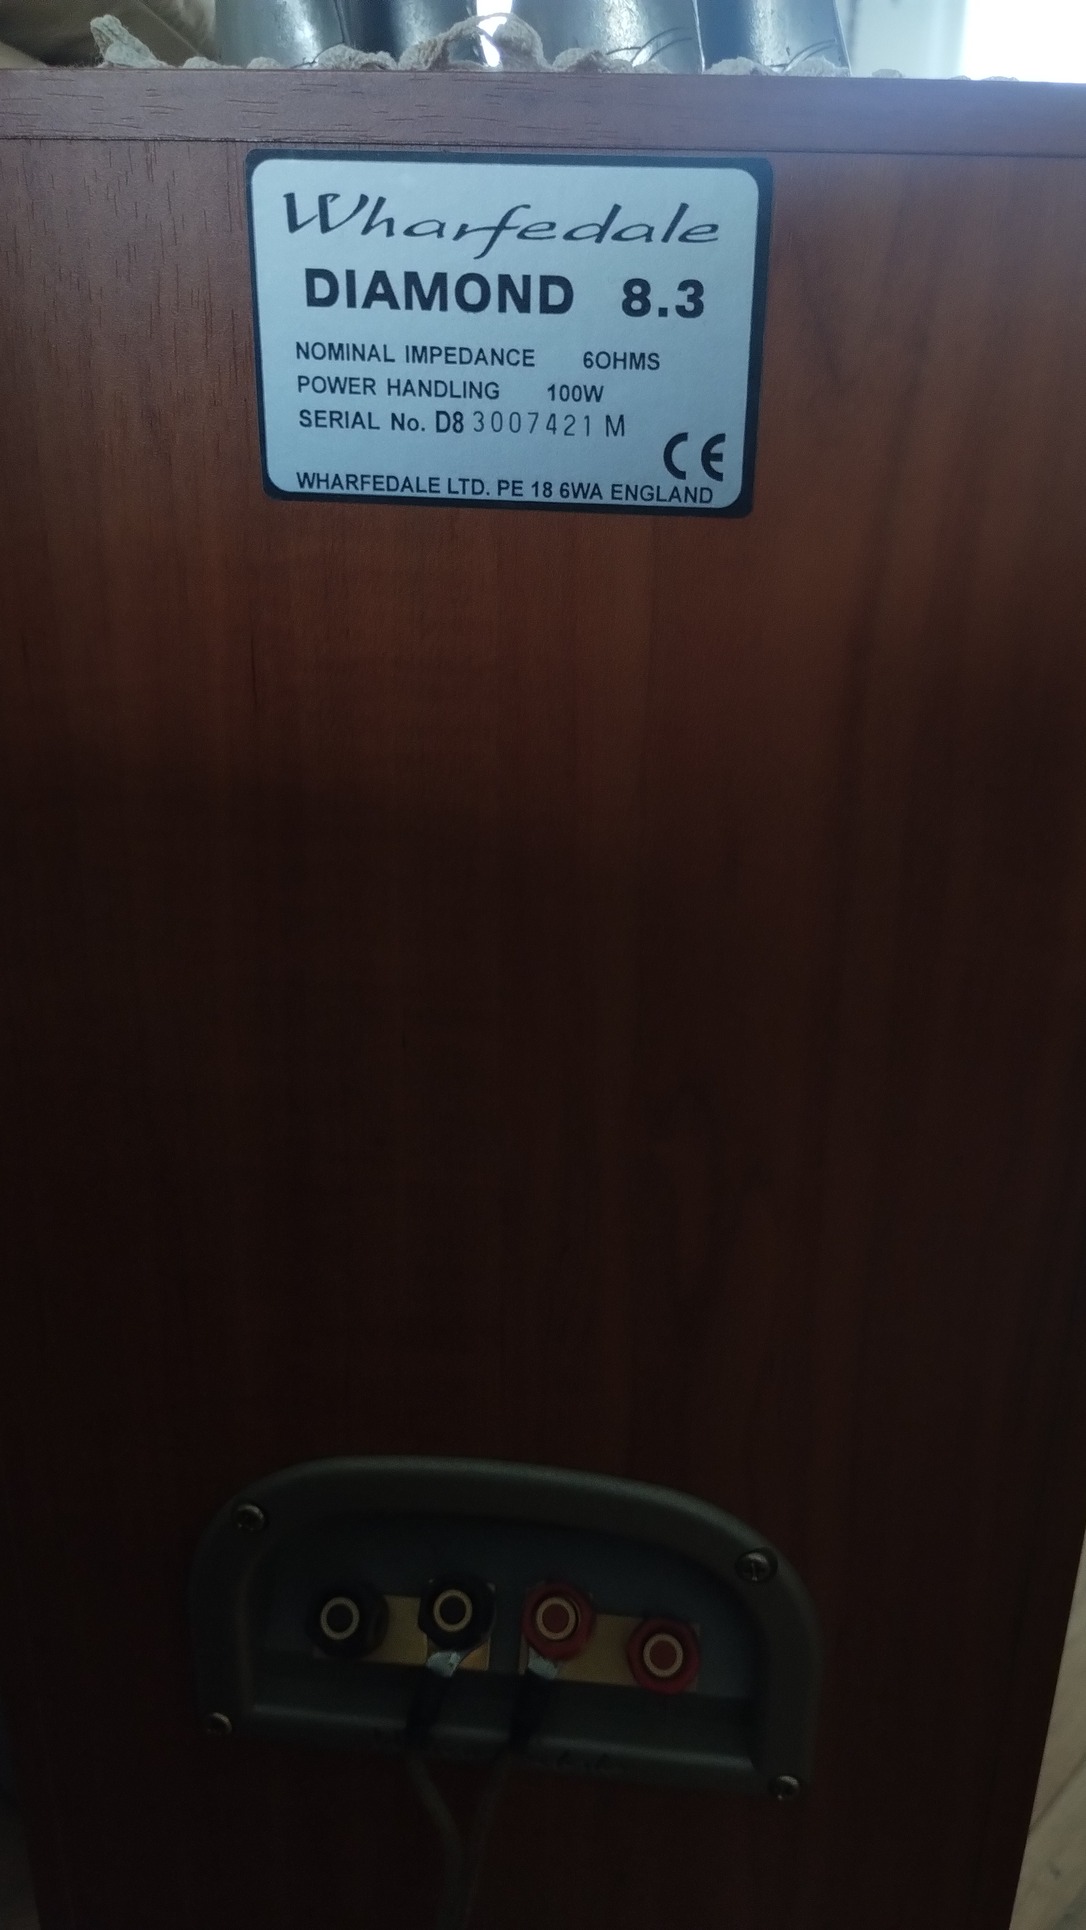 Wharfedale
DIAMOND 8.3
NOMINAL IMPEDANCE 6OHMS
POWER HANDLING 100W
SERIAL No. D8 3007421 M
CE
WHARFEDALE LTD. PE 18 6WA ENGLAND